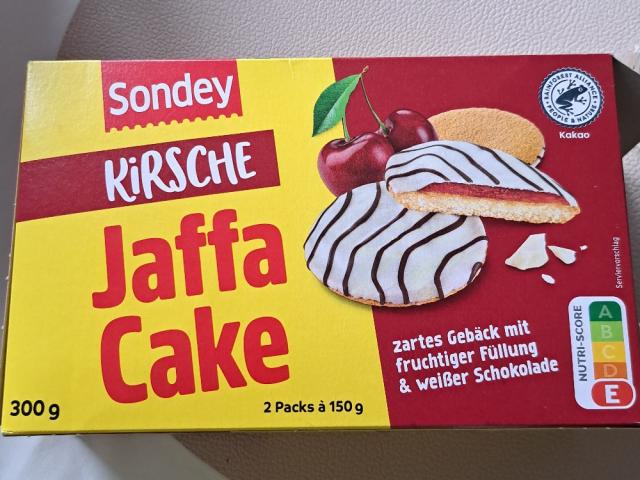 Sondey
KiRSCHE
Jaffa
Cake
300 g
2 Packs à 150 g
RAINFOREST ALLIANCE
PEOPLE & NATURE
Kakao
Serviervorschlag
zartes Gebäck mit
fruchtiger Füllung
& weißer Schokolade
NUTRI-SCORE
A
B
C
D
E